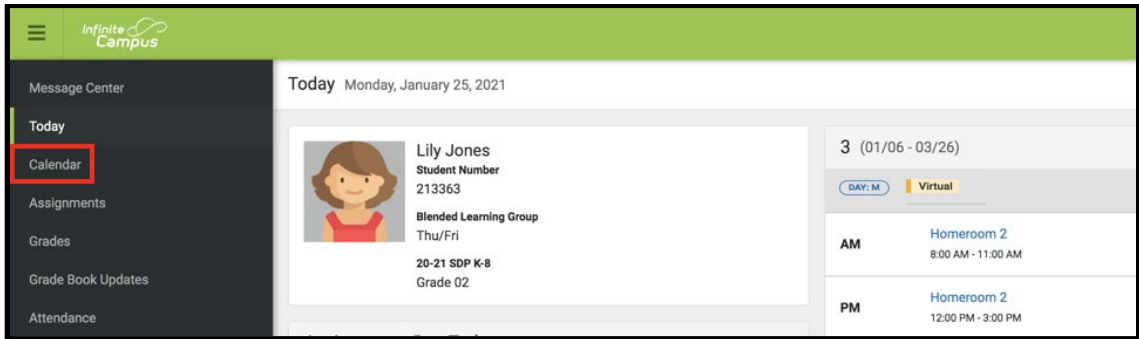 Infinite
Campus
Message Center
Today
Calendar
Assignments
Grades
Grade Book Updates
Attendance
Today Monday, January 25, 2021
Lily Jones
Student Number
213363
Blended Learning Group
Thu/Fri
20-21 SDP K-8
Grade 02
3 (01/06 - 03/26)
DAY: M Virtual
AM Homeroom 2
8:00 AM - 11:00 AM
PM Homeroom 2
12:00 PM - 3:00 PM